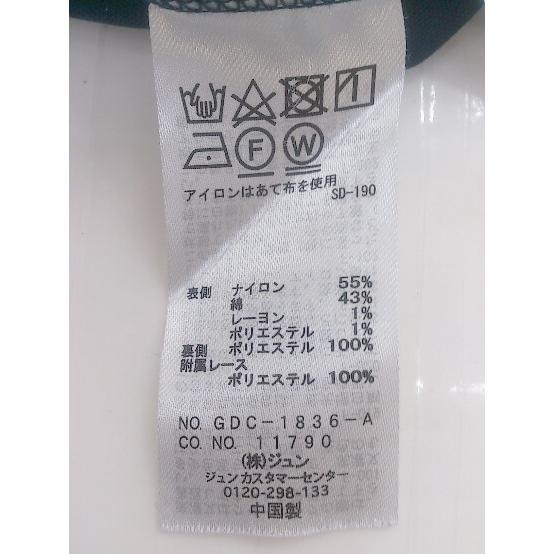 F W
アイロンはあて布を使用
SD-190
表側 ナイロン 55%
綿 43%
レーヨン 1%
ポリエステル 1%
裏側 ポリエステル 100%
附属レース
ポリエステル 100%
NO. GDC-1836-A
CO. NO. 11790
(株)ジュン
ジュンカスタマーセンター
0120-298-133
中国製